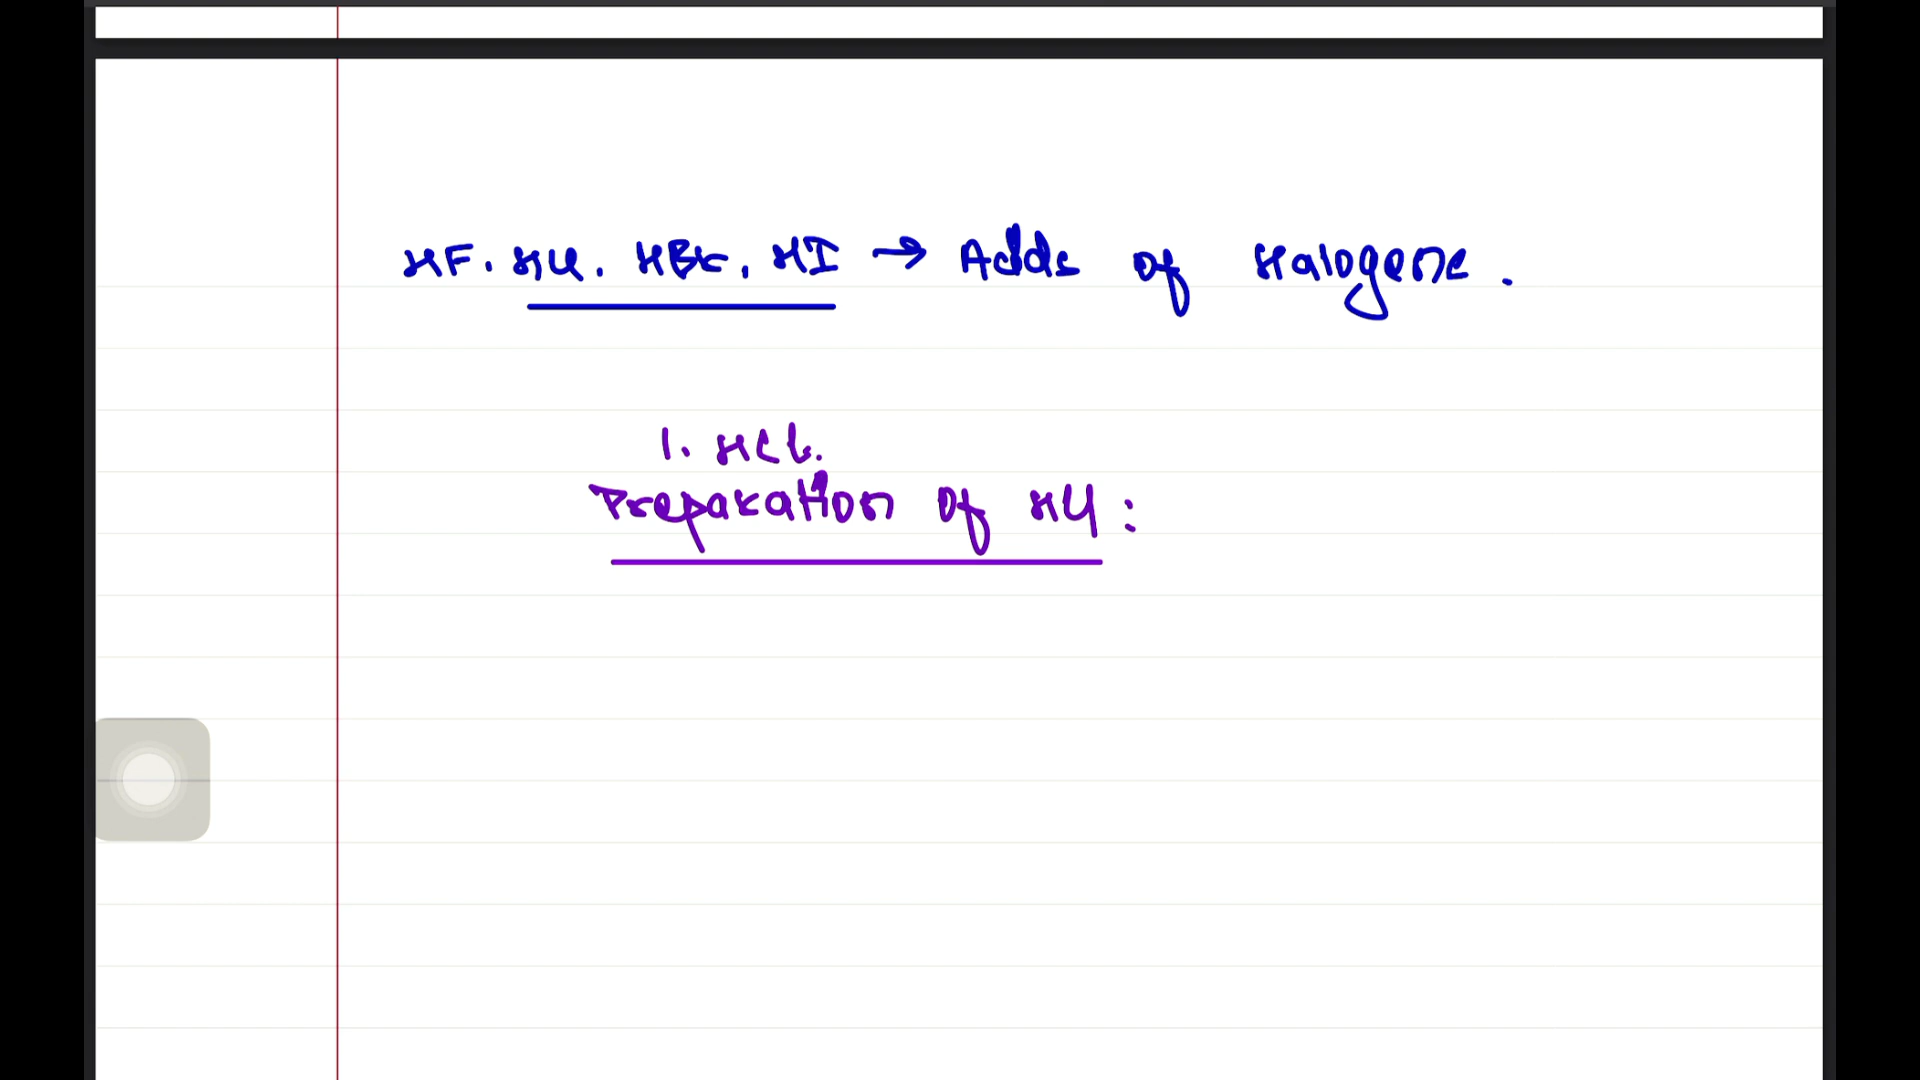 HF. HCl. HBr. HI → Acids of Halogens.
1. HCl.
Preparation of HCl: